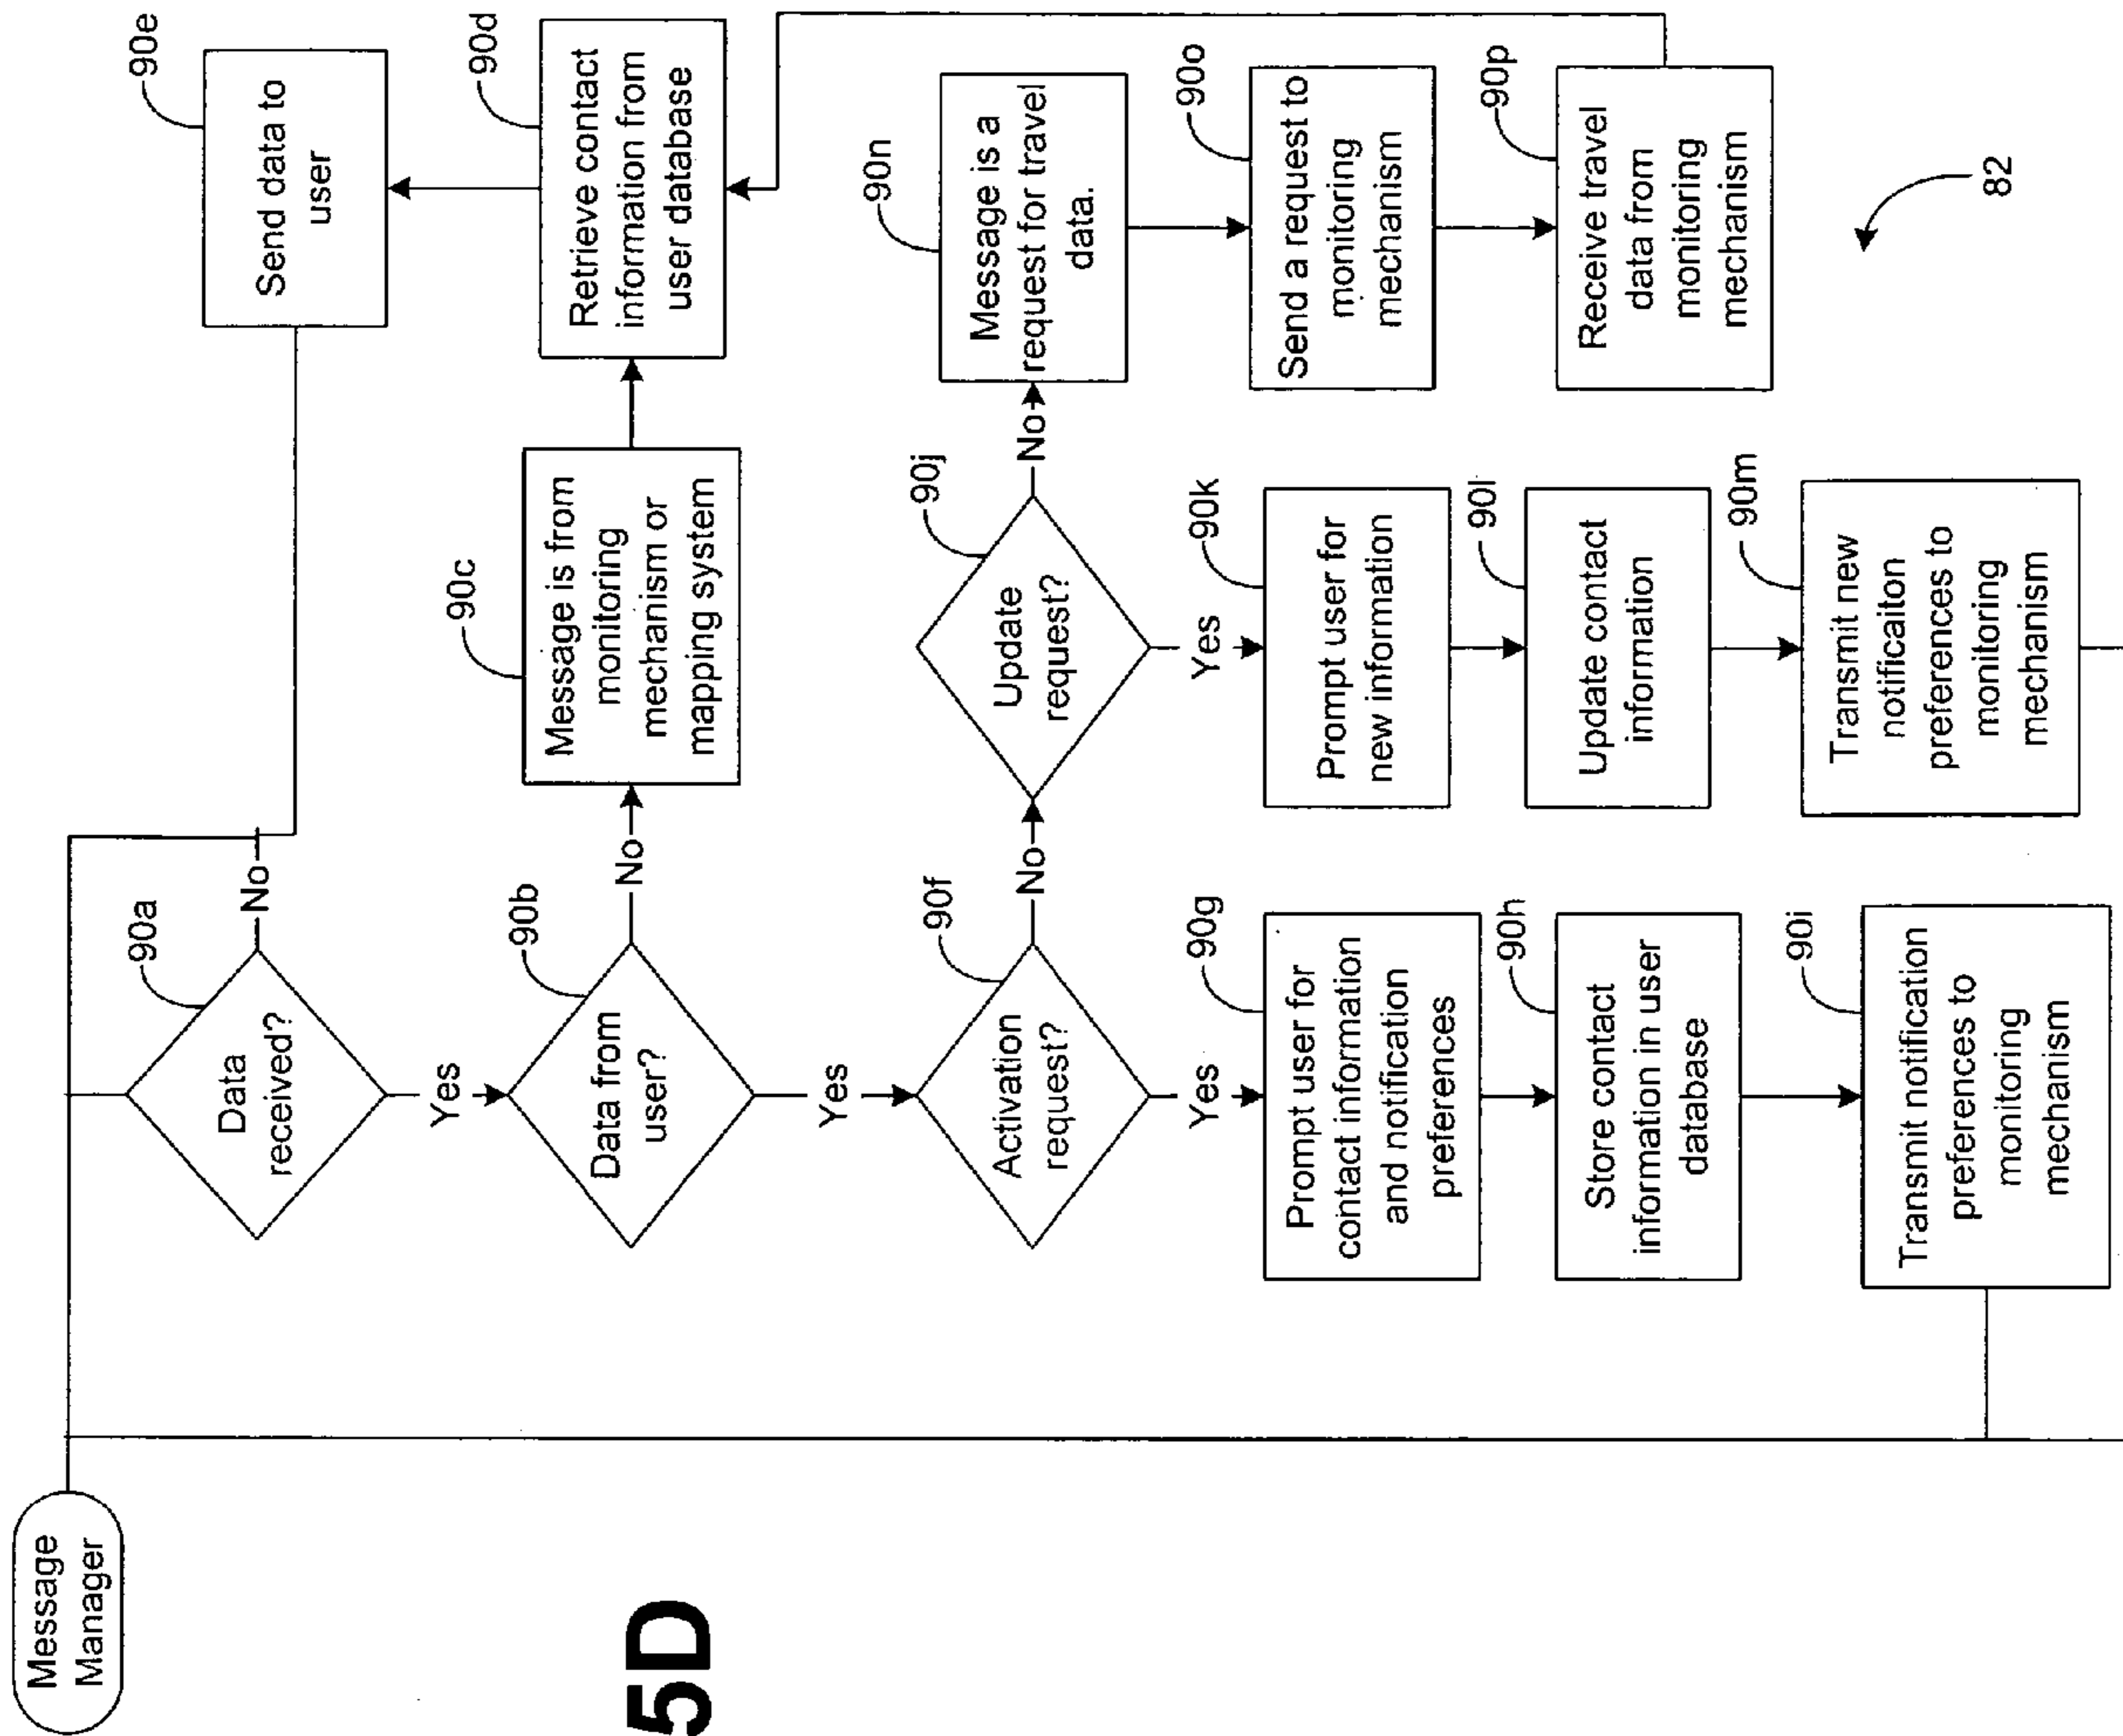 Message
Manager
90a
Data
received?
No
Yes
90b
Data from
user?
No
Yes
90c
Message is from
monitoring
mechanism or
mapping system
90d
Retrieve contact
information from
user database
90e
Send data to
user
90f
Activation
request?
No
Yes
90g
Prompt user for
contact information
and notification
preferences
90h
Store contact
information in user
database
90i
Transmit notification
preferences to
monitoring
mechanism
90j
Update
request?
No
Yes
90k
Prompt user for
new information
90l
Update contact
information
90m
Transmit new
notificaiton
preferences to
monitoring
mechanism
90n
Message is a
request for travel
data.
90o
Send a request to
monitoring
mechanism
90p
Receive travel
data from
monitoring
mechanism
82
5D